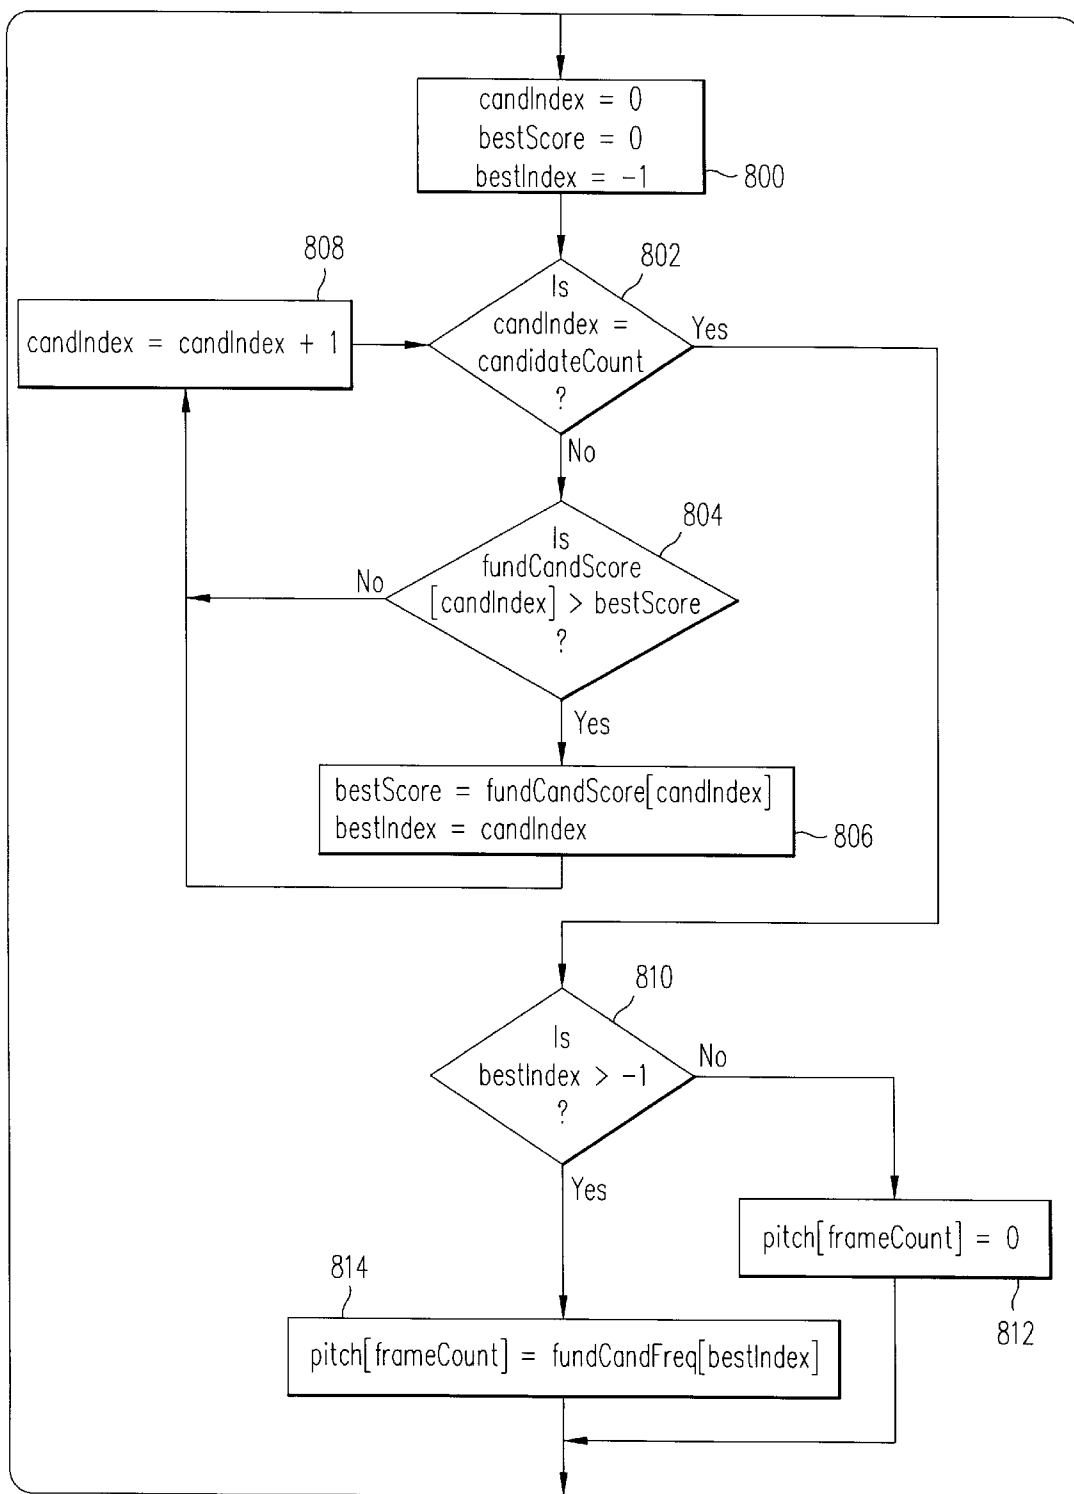 candIndex = 0
bestScore = 0
bestIndex = -1
800
808
candIndex = candIndex + 1
802
Is
candIndex =
candidateCount
?
Yes
No
804
Is
fundCandScore
[candIndex] > bestScore
?
No
Yes
bestScore = fundCandScore[candIndex]
bestIndex = candIndex
806
810
Is
bestIndex > -1
?
No
Yes
pitch[frameCount] = 0
812
814
pitch[frameCount] = fundCandFreq[bestIndex]